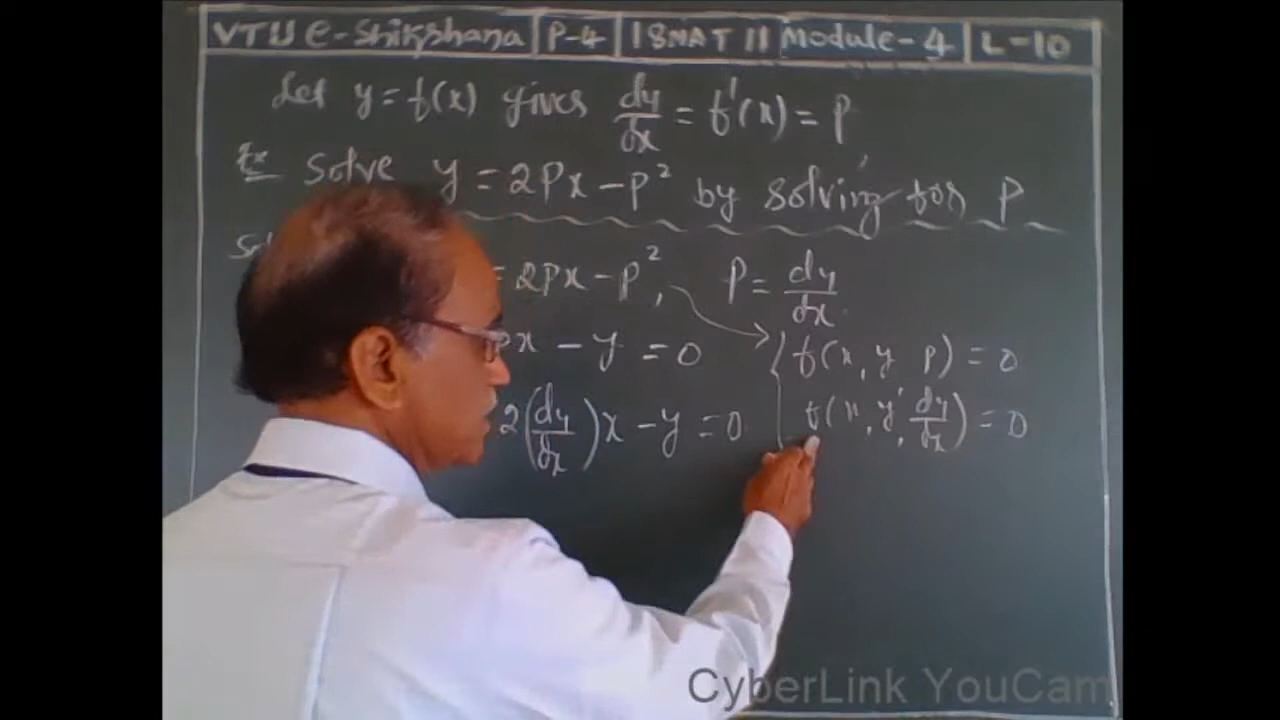 VTU e-Shikshana P-4 18MAT11 Module-4 L-10
Let y = f(x) gives dy/dx = f'(x) = P
Ex Solve y = 2Px - P² by solving for P
= 2Px - P², P = dy/dx
x - y = 0 f(x, y, P) = 0
2(dy/dx)x - y = 0 f(x, y, dy/dx) = 0
CyberLink YouCam